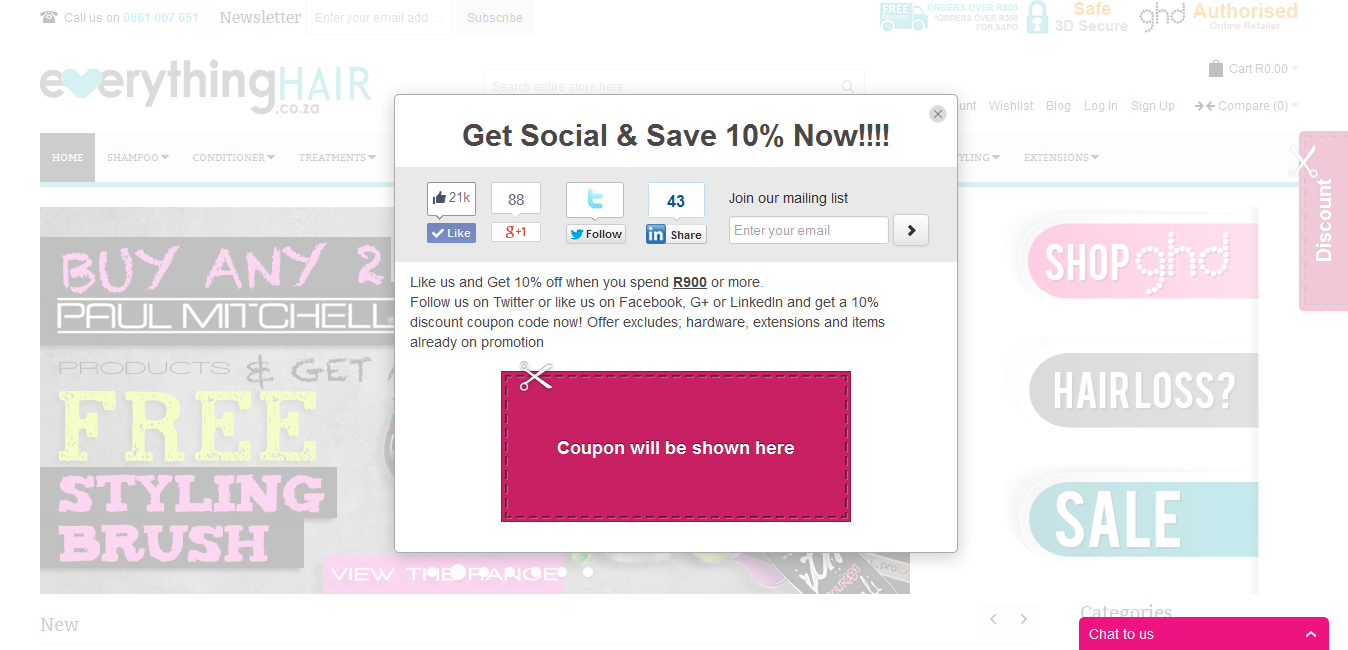 Call us on 0861 007 651
Newsletter
Enter your email add ...
Subscribe
FREE DELIVERY
ORDERS OVER R800
*ORDERS OVER R350
FOR SAPO
Safe
3D Secure
ghd
Authorised
Online Retailer
everythingHAIR
.co.za
Search entire store here...
Cart R0.00
unt
Wishlist
Blog
Log In
Sign Up
Compare (0)
HOME
SHAMPOO
CONDITIONER
TREATMENTS
YLING
EXTENSIONS
Get Social & Save 10% Now!!!!
21k
Like
88
g+1
Follow
43
in Share
Join our mailing list
Enter your email
Like us and Get 10% off when you spend R900 or more.
Follow us on Twitter or like us on Facebook, G+ or LinkedIn and get a 10%
discount coupon code now! Offer excludes; hardware, extensions and items
already on promotion
Coupon will be shown here
Discount
BUY ANY 2
PAUL MITCHELL
PRODUCTS & GET
FREE
STYLING
BRUSH
VIEW THE RANGE
SHOP ghd
HAIR LOSS?
SALE
New
Categories
Chat to us